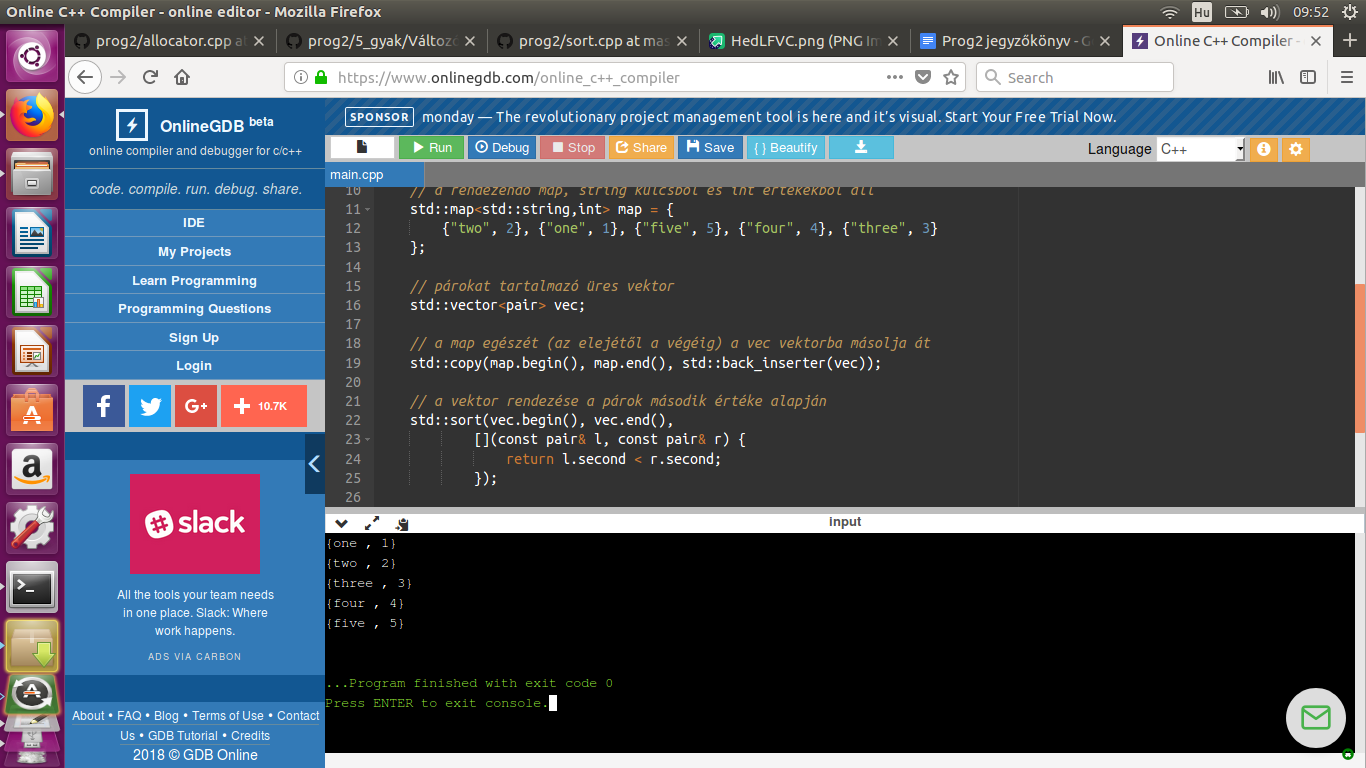 Online C++ Compiler - online editor - Mozilla Firefox
Hu
09:52
prog2/allocator.cpp at
prog2/5_gyak/Változó
prog2/sort.cpp at mas
HedLFVC.png (PNG Im
Prog2 jegyzőkönyv - G
Online C++ Compiler -
https://www.onlinegdb.com/online_c++_compiler
Search
OnlineGDB beta
online compiler and debugger for c/c++
code. compile. run. debug. share.
IDE
My Projects
Learn Programming
Programming Questions
Sign Up
Login
10.7K
slack
All the tools your team needs
in one place. Slack: Where
work happens.
ADS VIA CARBON
About • FAQ • Blog • Terms of Use • Contact
Us • GDB Tutorial • Credits
2018 © GDB Online
SPONSOR monday — The revolutionary project management tool is here and it's visual. Start Your Free Trial Now.
Run Debug Stop Share Save { } Beautify
Language C++
main.cpp
10 // a rendezendő map, string kulcsból és int értékekből áll
11 std::map<std::string,int> map = {
12 {"two", 2}, {"one", 1}, {"five", 5}, {"four", 4}, {"three", 3}
13 };
14
15 // párokat tartalmazó üres vektor
16 std::vector<pair> vec;
17
18 // a map egészét (az elejétől a végéig) a vec vektorba másolja át
19 std::copy(map.begin(), map.end(), std::back_inserter(vec));
20
21 // a vektor rendezése a párok második értéke alapján
22 std::sort(vec.begin(), vec.end(),
23 [](const pair& l, const pair& r) {
24 return l.second < r.second;
25 });
26
input
{one , 1}
{two , 2}
{three , 3}
{four , 4}
{five , 5}
...Program finished with exit code 0
Press ENTER to exit console.